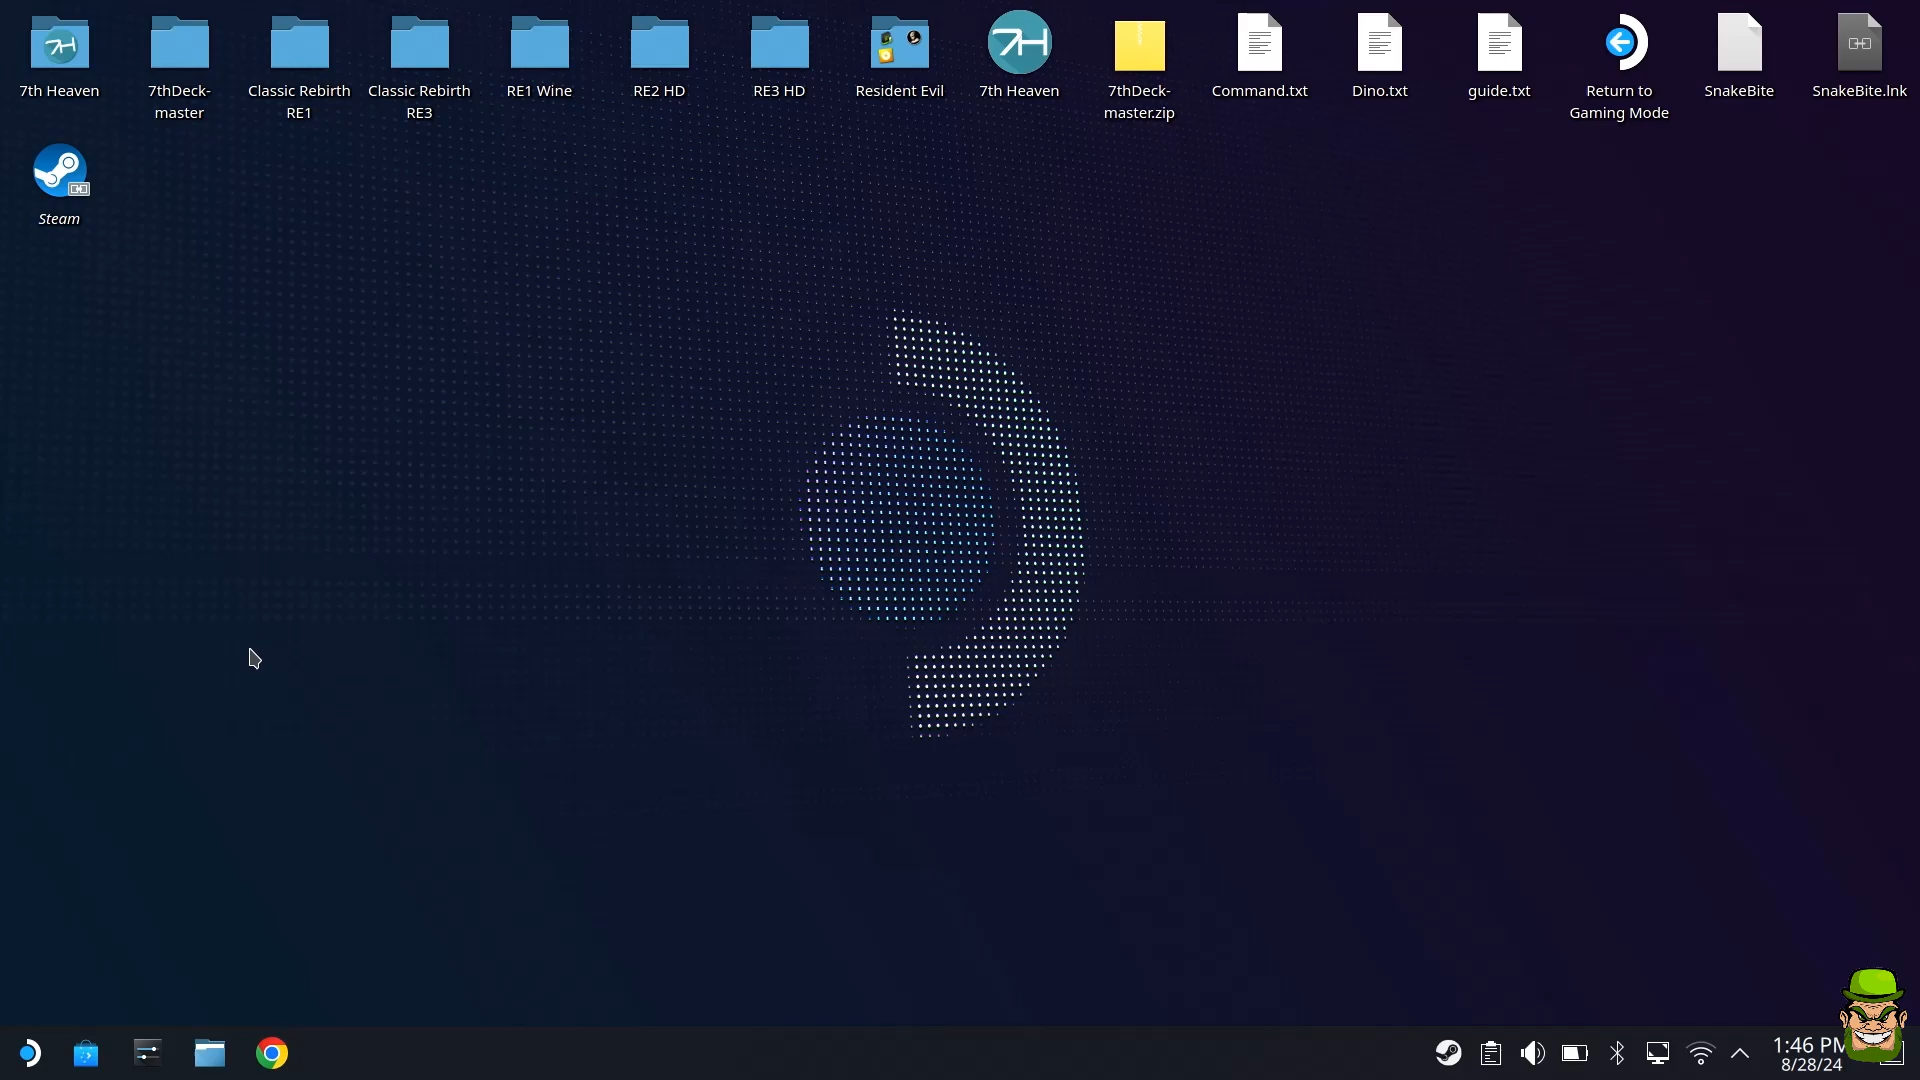 7th Heaven
7thDeck-
master
Classic Rebirth
RE1
Classic Rebirth
RE3
RE1 Wine
RE2 HD
RE3 HD
Resident Evil
7H
7th Heaven
7thDeck-
master.zip
Command.txt
Dino.txt
guide.txt
Return to
Gaming Mode
SnakeBite
SnakeBite.lnk
Steam
1:46 PM
8/28/24